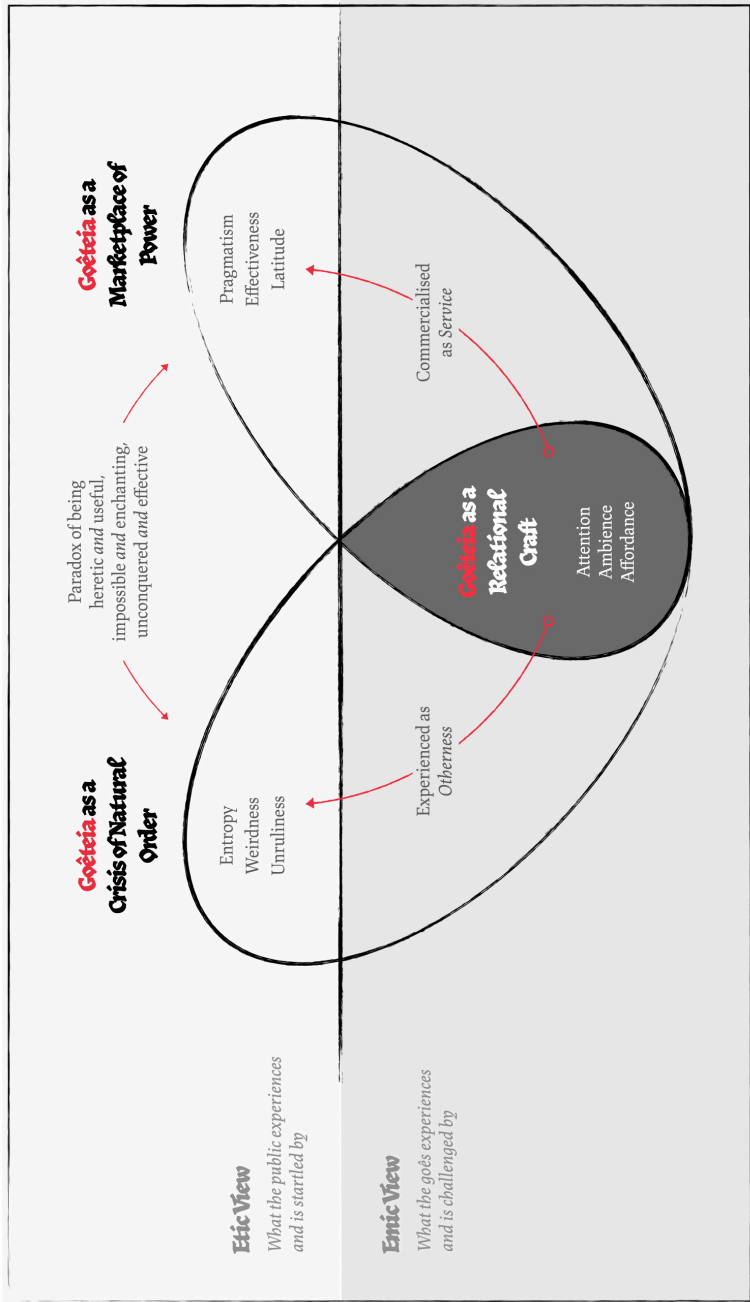 Etic View
What the public experiences
and is startled by
Emic View
What the goês experiences
and is challenged by
Goêteia as a
Crisis of Natural
Order
Paradox of being
heretic and useful,
impossible and enchanting,
unconquered and effective
Goêteia as a
Marketplace of
Power
Entropy
Weirdness
Unruliness
Pragmatism
Effectiveness
Latitude
Experienced as
Otherness
Commercialised
as Service
Goêteia as a
Relational
Craft
Attention
Ambience
Affordance